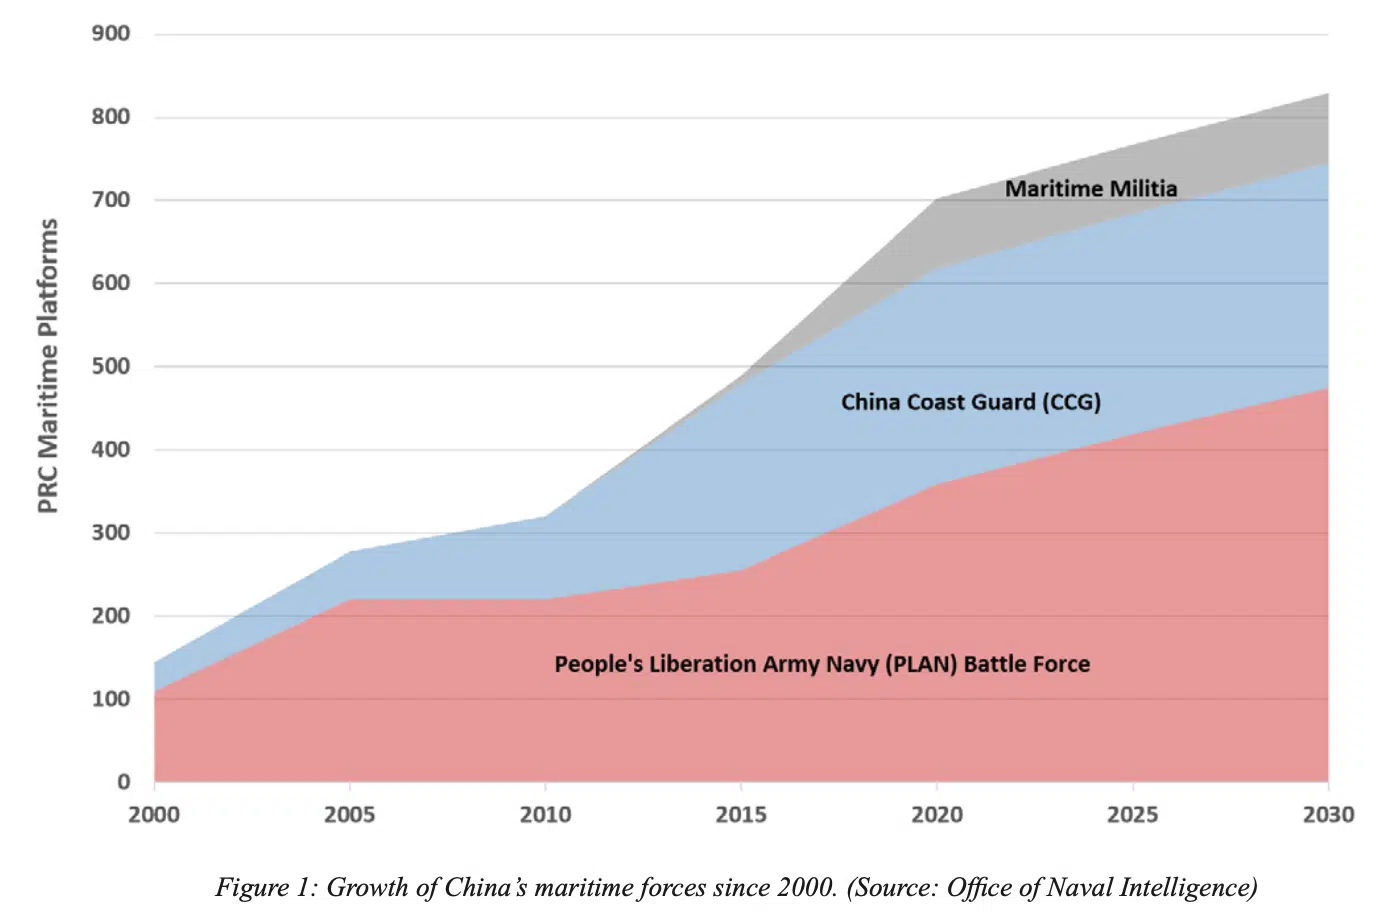 900
800
700
600
500
400
300
200
100
0
PRC Maritime Platforms
Maritime Militia
China Coast Guard (CCG)
People's Liberation Army Navy (PLAN) Battle Force
2000 2005 2010 2015 2020 2025 2030
Figure 1: Growth of China’s maritime forces since 2000. (Source: Office of Naval Intelligence)